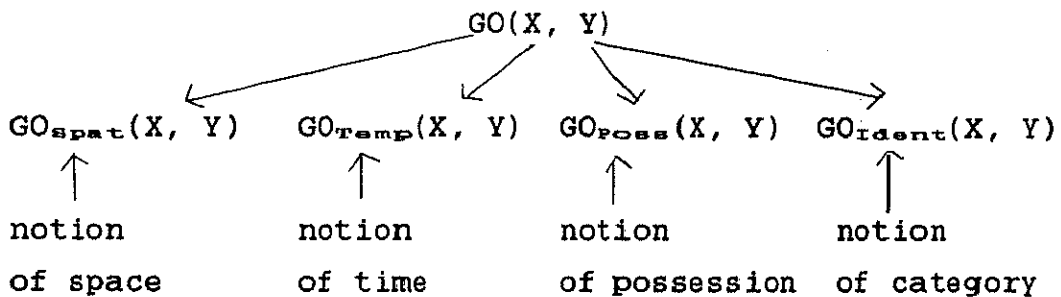 GO(X, Y)
GOSpat(X, Y) GOTemp(X, Y) GOPoss(X, Y) GOIdent(X, Y)
notion notion notion notion
of space of time of possession of category